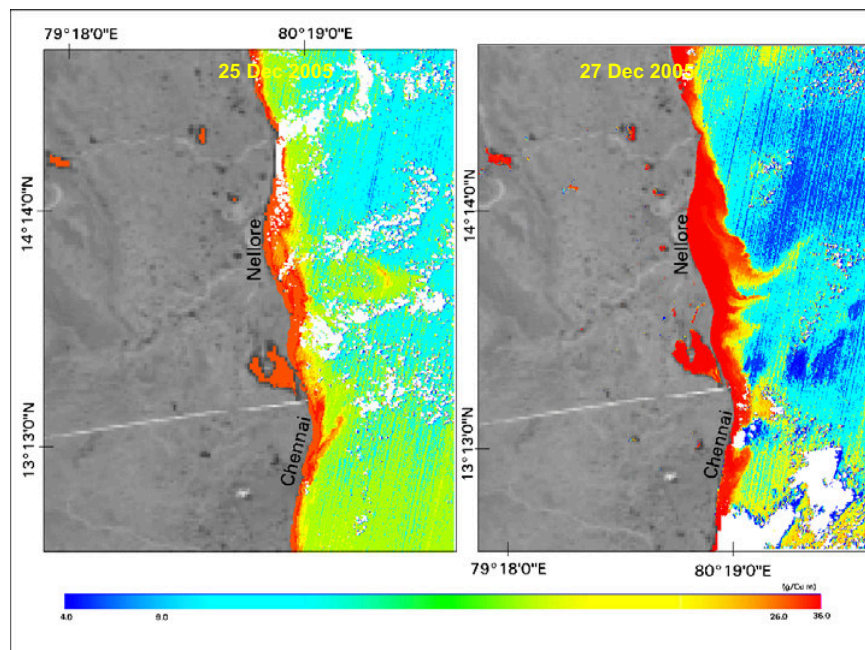 79°18'0"E
80°19'0"E
25 Dec 2005
27 Dec 2005
14°14'0"N
14°14'0"N
Nellore
Nellore
13°13'0"N
13°13'0"N
Chennai
Chennai
79°18'0"E
80°19'0"E
(g/Cu m)
4.0
9.0
26.0
36.0